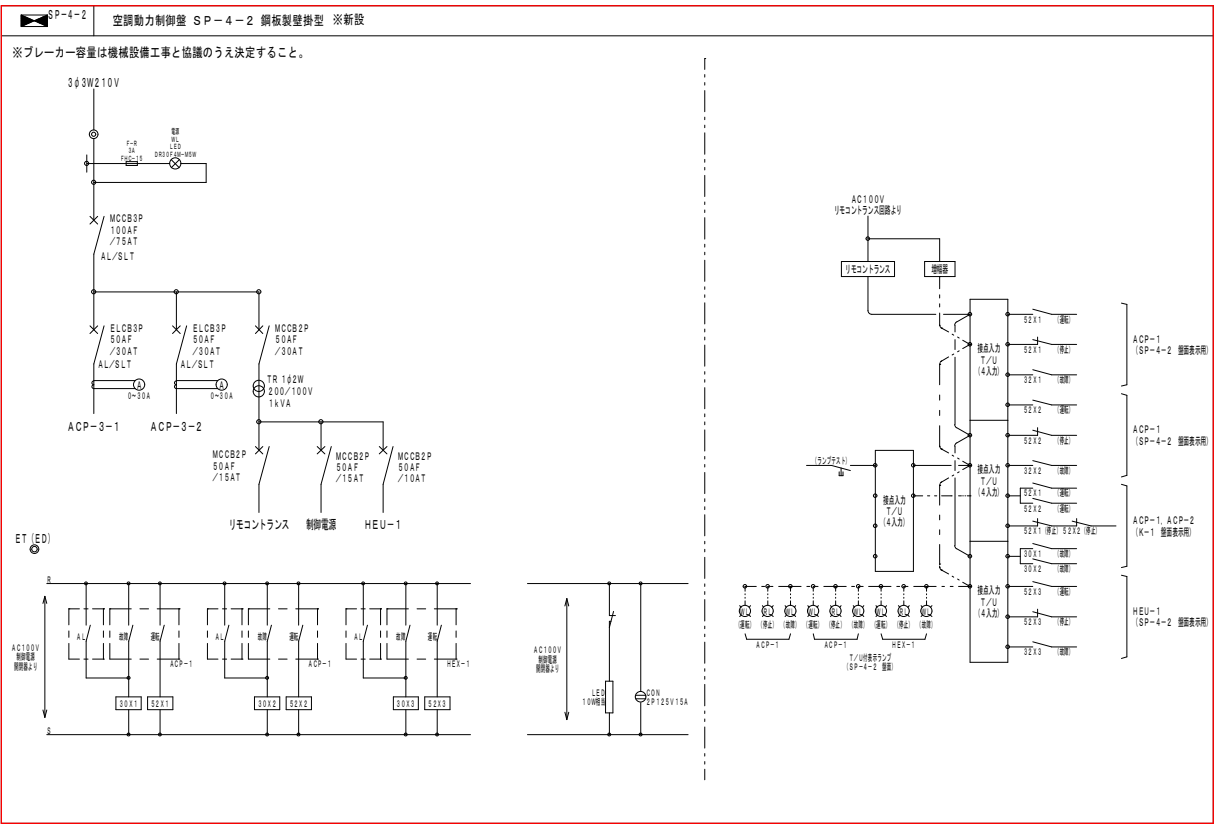 SP-4-2
空調動力制御盤 SP-4-2 鋼板製壁掛型 ※新設
※ブレーカー容量は機械設備工事と協議のうえ決定すること。
3φ3W210V
F-R
3A
FHC-15
電源
WL
LED
DR30F4M-M8W
MCCB3P
100AF
/75AT
AL/SLT
ELCB3P
50AF
/30AT
AL/SLT
0~30A
A
ACP-3-1
ELCB3P
50AF
/30AT
AL/SLT
0~30A
A
ACP-3-2
MCCB2P
50AF
/30AT
TR 1φ2W
200/100V
1kVA
MCCB2P
50AF
/15AT
リモコントランス
MCCB2P
50AF
/15AT
制御電源
MCCB2P
50AF
/10AT
HEU-1
ET(ED)
R
S
AC100V
制御電源
開閉器より
AL
故障
運転
ACP-1
30X1
52X1
AL
故障
運転
ACP-1
30X2
52X2
AL
故障
運転
HEX-1
30X3
52X3
AC100V
制御電源
開閉器より
LED
10W相当
CON
2P125V15A
AC100V
リモコントランス回路より
リモコントランス
増幅器
接点入力
T/U
(4入力)
接点入力
T/U
(4入力)
接点入力
T/U
(4入力)
(ランプテスト)
接点入力
T/U
(4入力)
52X1 (運転)
52X1 (停止)
32X1 (故障)
ACP-1
(SP-4-2 盤面表示用)
52X2 (運転)
52X2 (停止)
32X2 (故障)
ACP-1
(SP-4-2 盤面表示用)
52X1 (運転)
52X2 (運転)
52X1 (停止) 52X2 (停止)
30X1 (故障)
30X2 (故障)
ACP-1, ACP-2
(K-1 盤面表示用)
52X3 (運転)
52X3 (停止)
32X3 (故障)
HEU-1
(SP-4-2 盤面表示用)
WL RL WL WL RL WL WL RL WL
(運転) (停止) (故障) (運転) (停止) (故障) (運転) (停止) (故障)
ACP-1 ACP-1 HEX-1
T/U付表示ランプ
(SP-4-2 盤面)